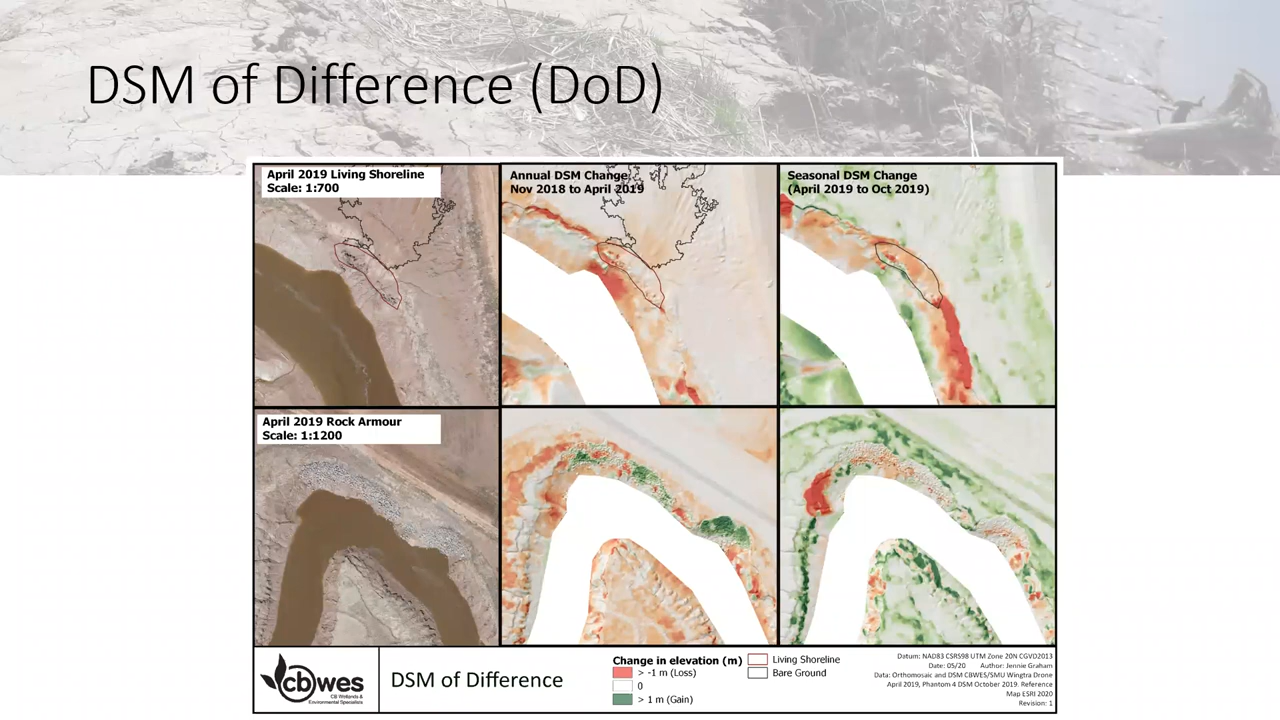 DSM of Difference (DoD)
April 2019 Living Shoreline
Scale: 1:700
Annual DSM Change
Nov 2018 to April 2019
Seasonal DSM Change
(April 2019 to Oct 2019)
April 2019 Rock Armour
Scale: 1:1200
cbwes
CB Wetlands &
Environmental Specialists
DSM of Difference
Change in elevation (m)
> -1 m (Loss)
0
> 1 m (Gain)
Living Shoreline
Bare Ground
Datum: NAD83 CSRS98 UTM Zone 20N CGVD2013
Date: 05/20 Author: Jennie Graham
Data: Orthomosaic and DSM CBWES/SMU Wingtra Drone
April 2019, Phantom 4 DSM October 2019. Reference
Map ESRI 2020
Revision: 1